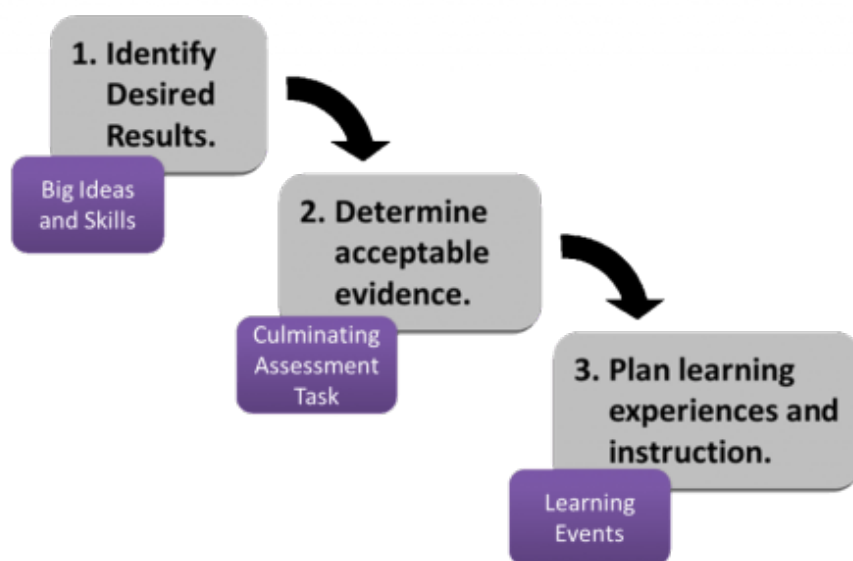 1. Identify
Desired
Results.
Big Ideas
and Skills
2. Determine
acceptable
evidence.
Culminating
Assessment
Task
3. Plan learning
experiences and
instruction.
Learning
Events